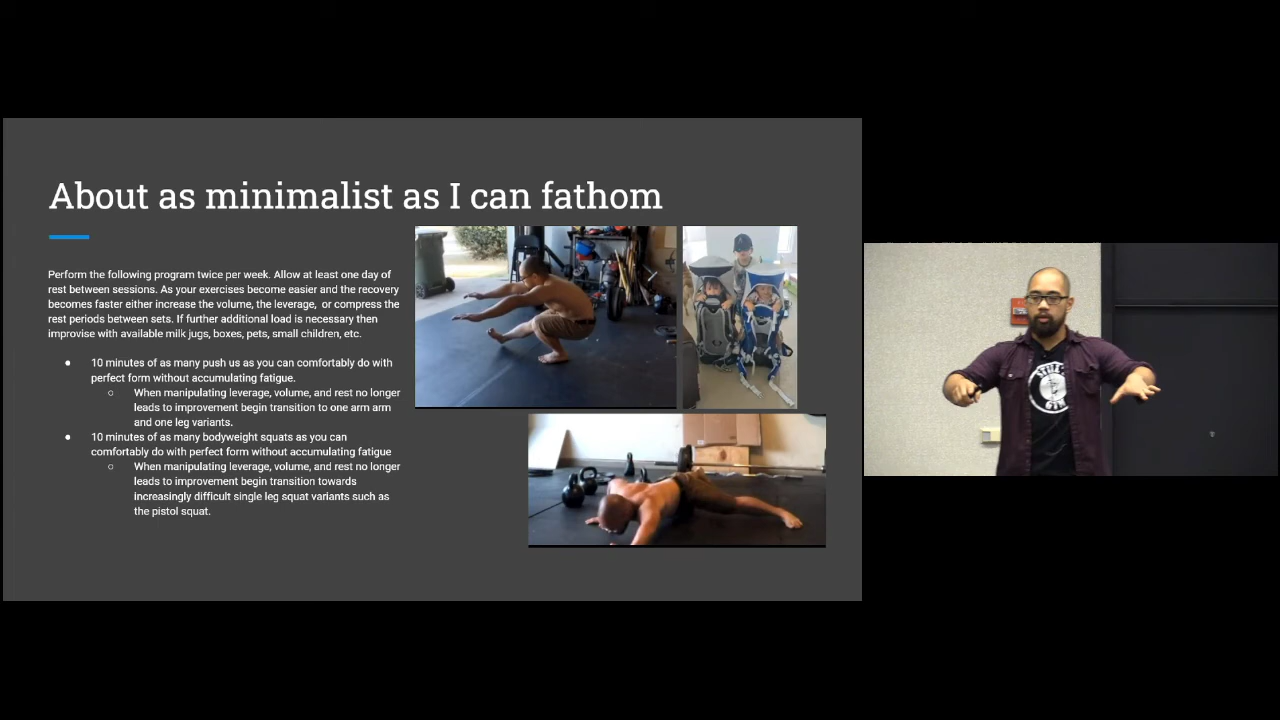 About as minimalist as I can fathom
Perform the following program twice per week. Allow at least one day of
rest between sessions. As your exercises become easier and the recovery
becomes faster either increase the volume, the leverage, or compress the
rest periods between sets. If further additional load is necessary then
improvise with available milk jugs, boxes, pets, small children, etc.
● 10 minutes of as many push us as you can comfortably do with
perfect form without accumulating fatigue.
○ When manipulating leverage, volume, and rest no longer
leads to improvement begin transition to one arm arm
and one leg variants.
● 10 minutes of as many bodyweight squats as you can
comfortably do with perfect form without accumulating fatigue
○ When manipulating leverage, volume, and rest no longer
leads to improvement begin transition towards
increasingly difficult single leg squat variants such as
the pistol squat.
GYM